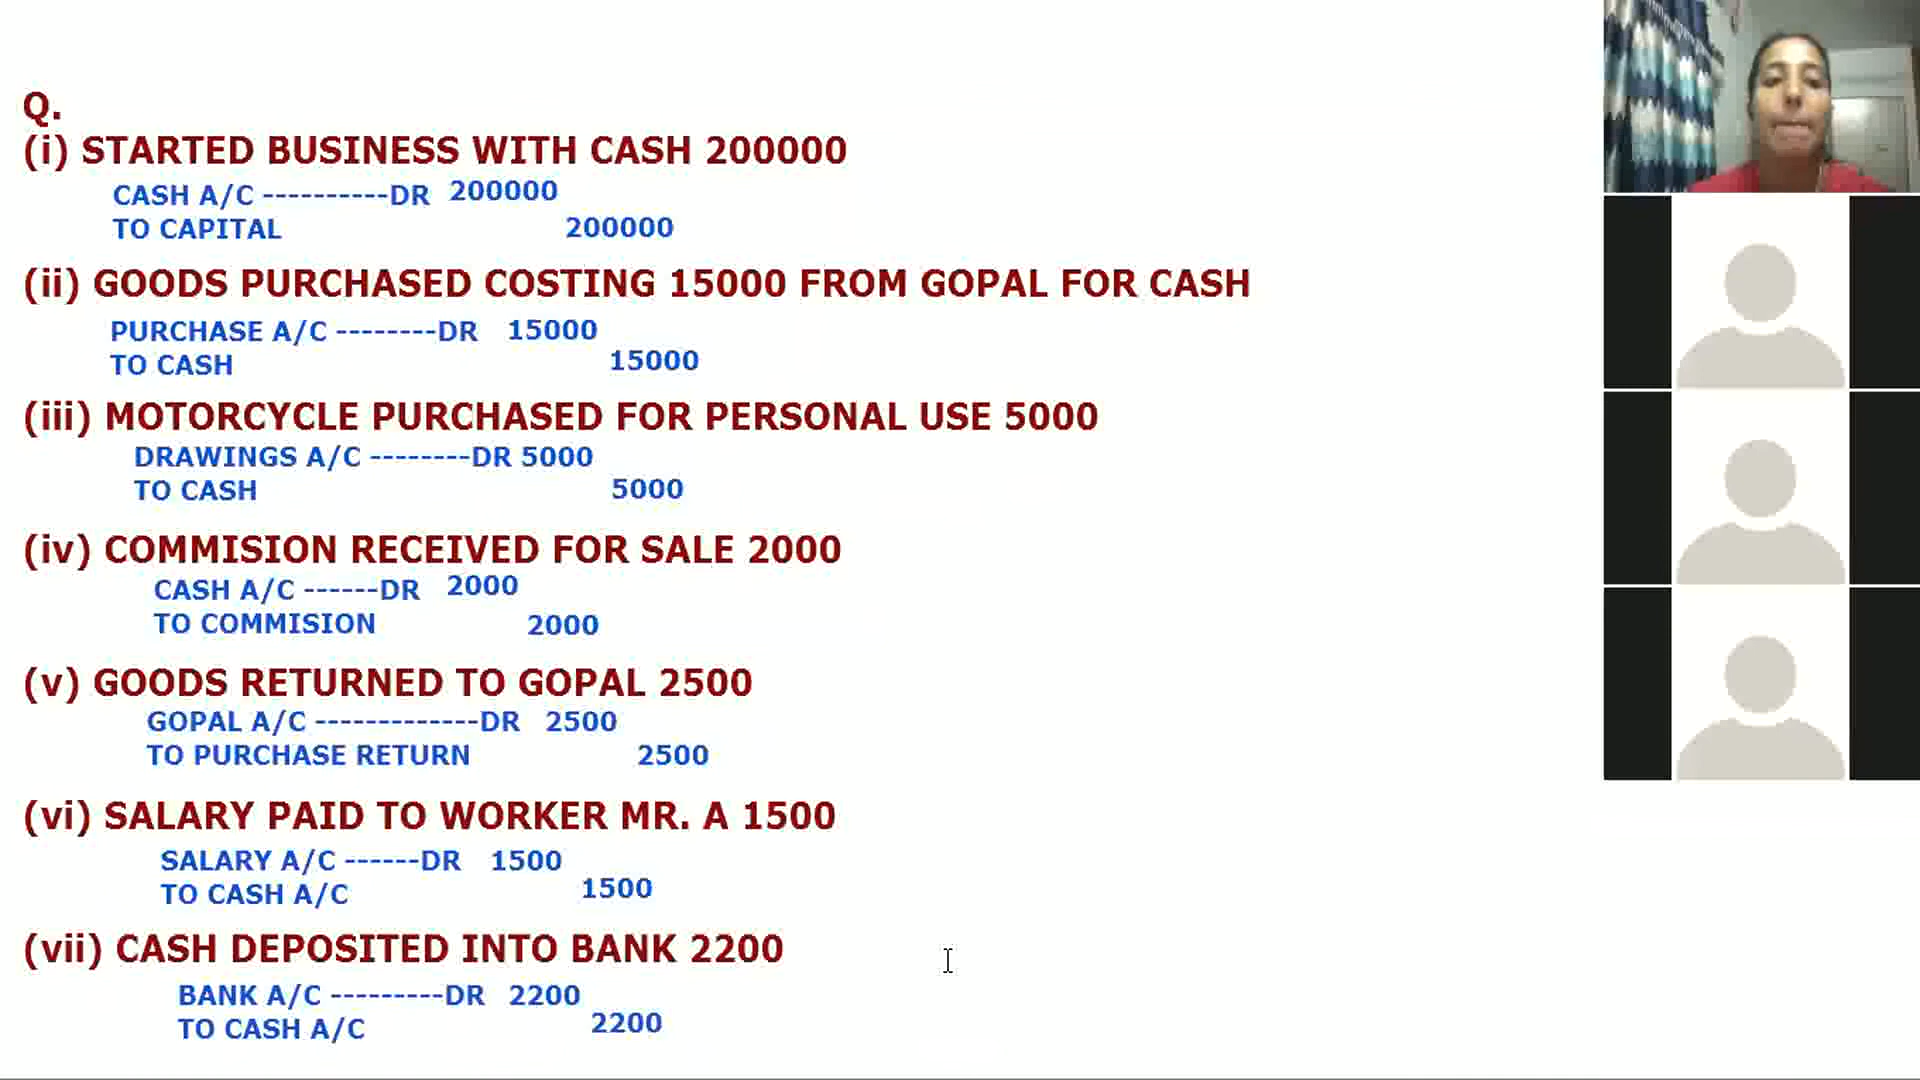 Q.
(i) STARTED BUSINESS WITH CASH 200000
CASH A/C ----------DR 200000
TO CAPITAL 200000
(ii) GOODS PURCHASED COSTING 15000 FROM GOPAL FOR CASH
PURCHASE A/C --------DR 15000
TO CASH 15000
(iii) MOTORCYCLE PURCHASED FOR PERSONAL USE 5000
DRAWINGS A/C --------DR 5000
TO CASH 5000
(iv) COMMISION RECEIVED FOR SALE 2000
CASH A/C ------DR 2000
TO COMMISION 2000
(v) GOODS RETURNED TO GOPAL 2500
GOPAL A/C -------------DR 2500
TO PURCHASE RETURN 2500
(vi) SALARY PAID TO WORKER MR. A 1500
SALARY A/C ------DR 1500
TO CASH A/C 1500
(vii) CASH DEPOSITED INTO BANK 2200
BANK A/C ---------DR 2200
TO CASH A/C 2200